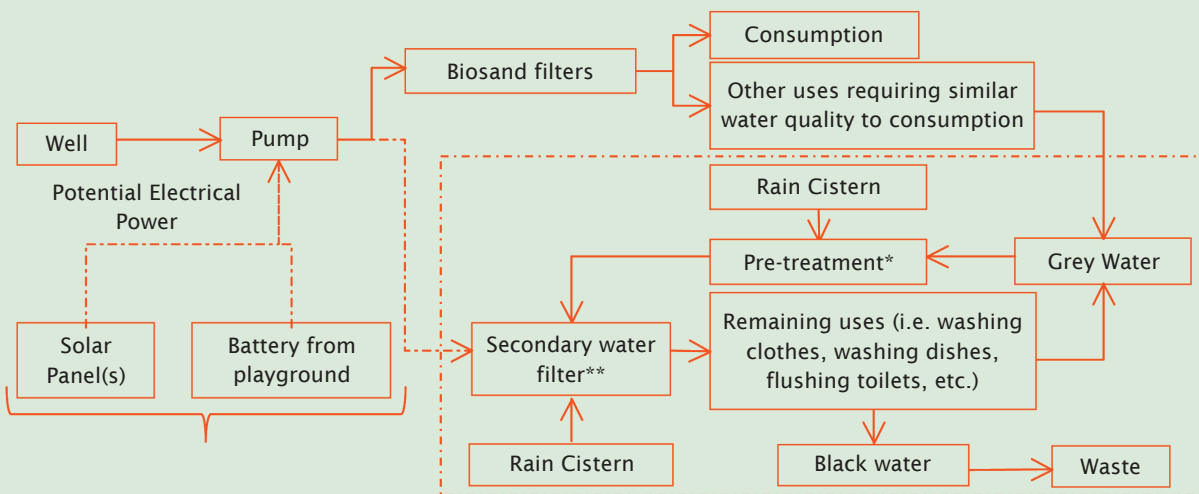 Consumption
Biosand filters
Other uses requiring similar
water quality to consumption
Well
Pump
Potential Electrical
Power
Rain Cistern
Pre-treatment*
Grey Water
Solar
Panel(s)
Battery from
playground
Secondary water
filter**
Remaining uses (i.e. washing
clothes, washing dishes,
flushing toilets, etc.)
Rain Cistern
Black water
Waste